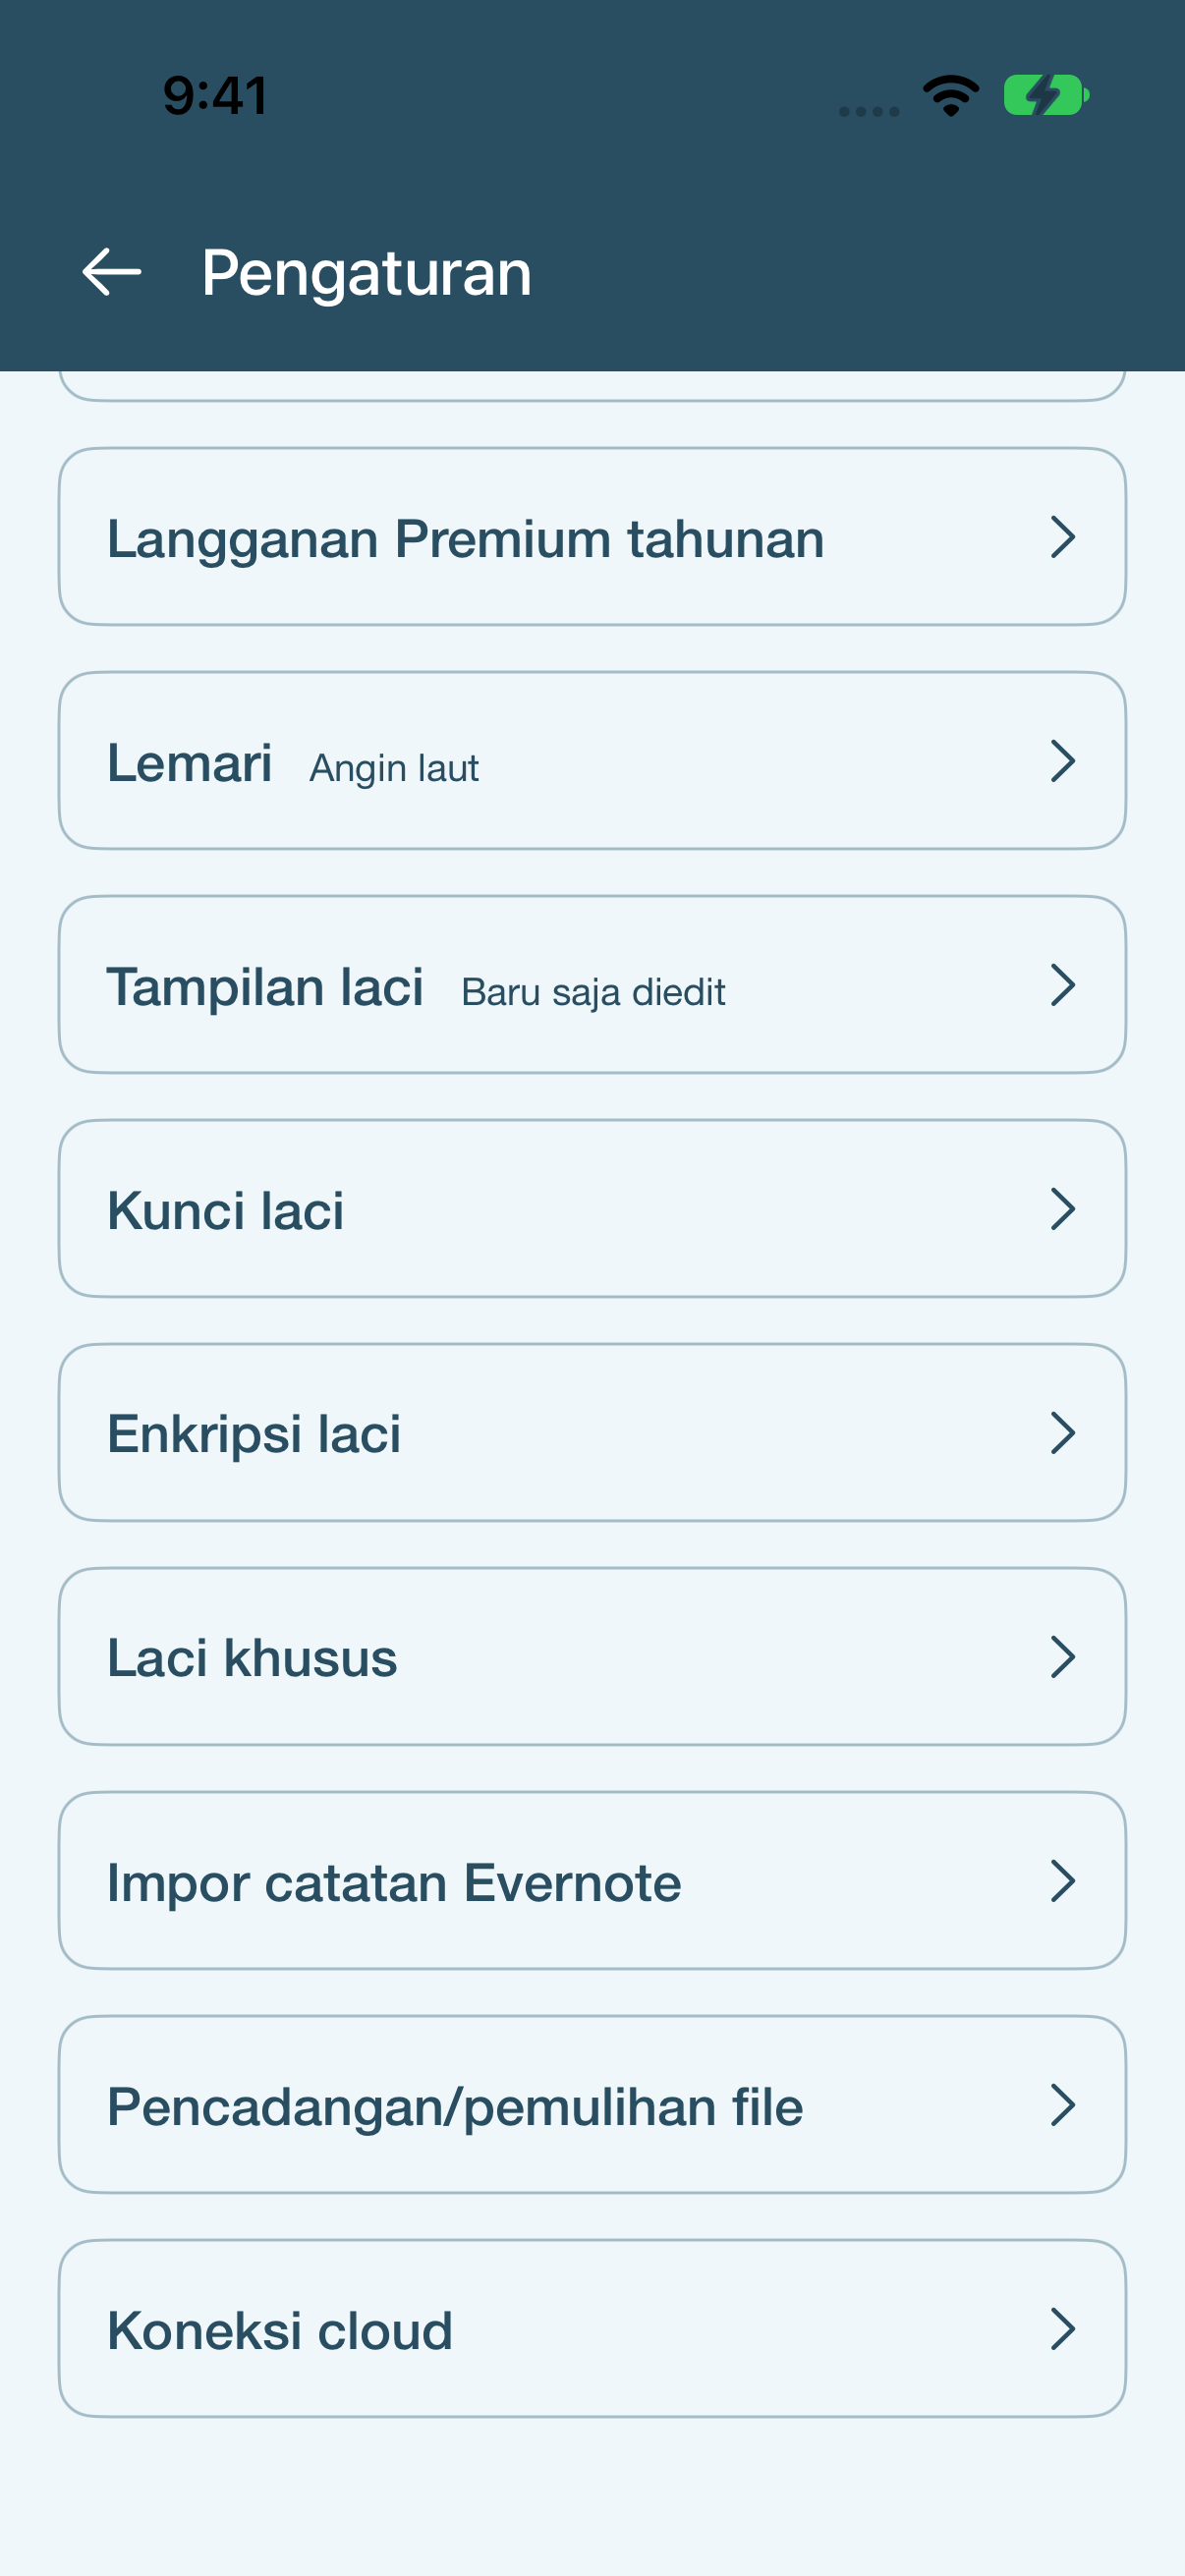 9:41
Pengaturan
Langganan Premium tahunan
Lemari Angin laut
Tampilan laci Baru saja diedit
Kunci laci
Enkripsi laci
Laci khusus
Impor catatan Evernote
Pencadangan/pemulihan file
Koneksi cloud